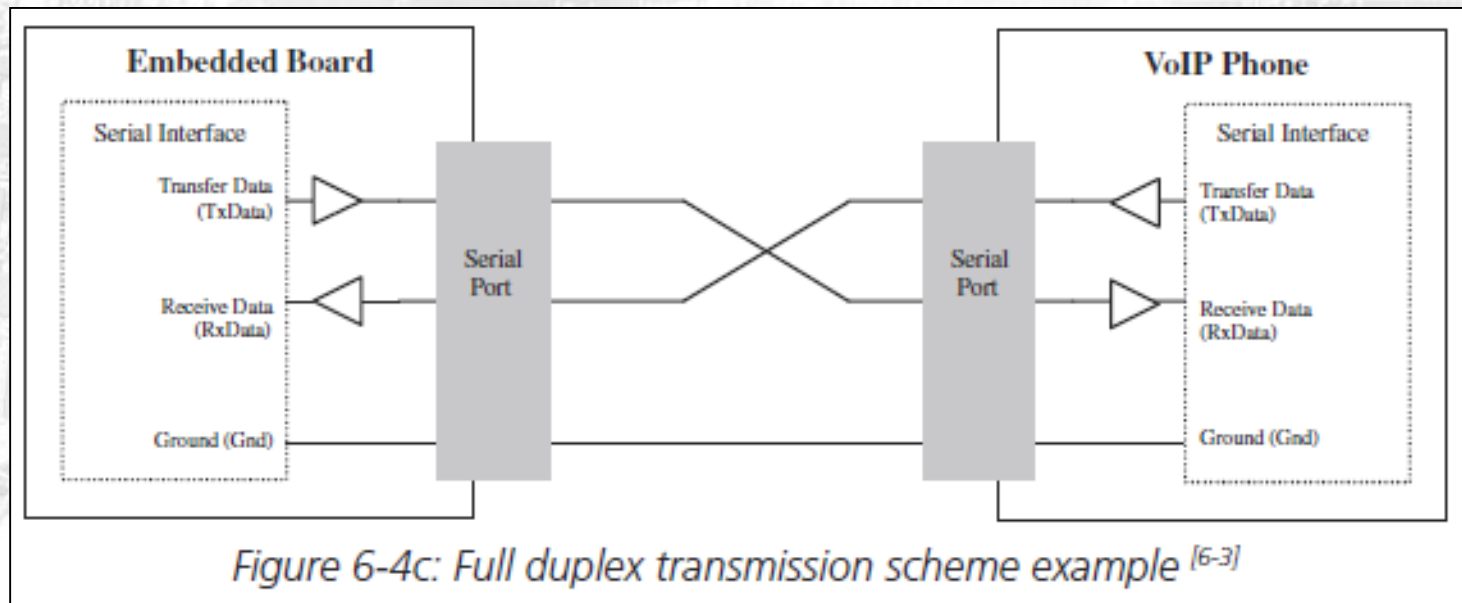 Embedded Board
Serial Interface
Transfer Data
(TxData)
Receive Data
(RxData)
Ground (Gnd)
Serial
Port
Serial
Port
VoIP Phone
Serial Interface
Transfer Data
(TxData)
Receive Data
(RxData)
Ground (Gnd)
Figure 6-4c: Full duplex transmission scheme example [6-3]